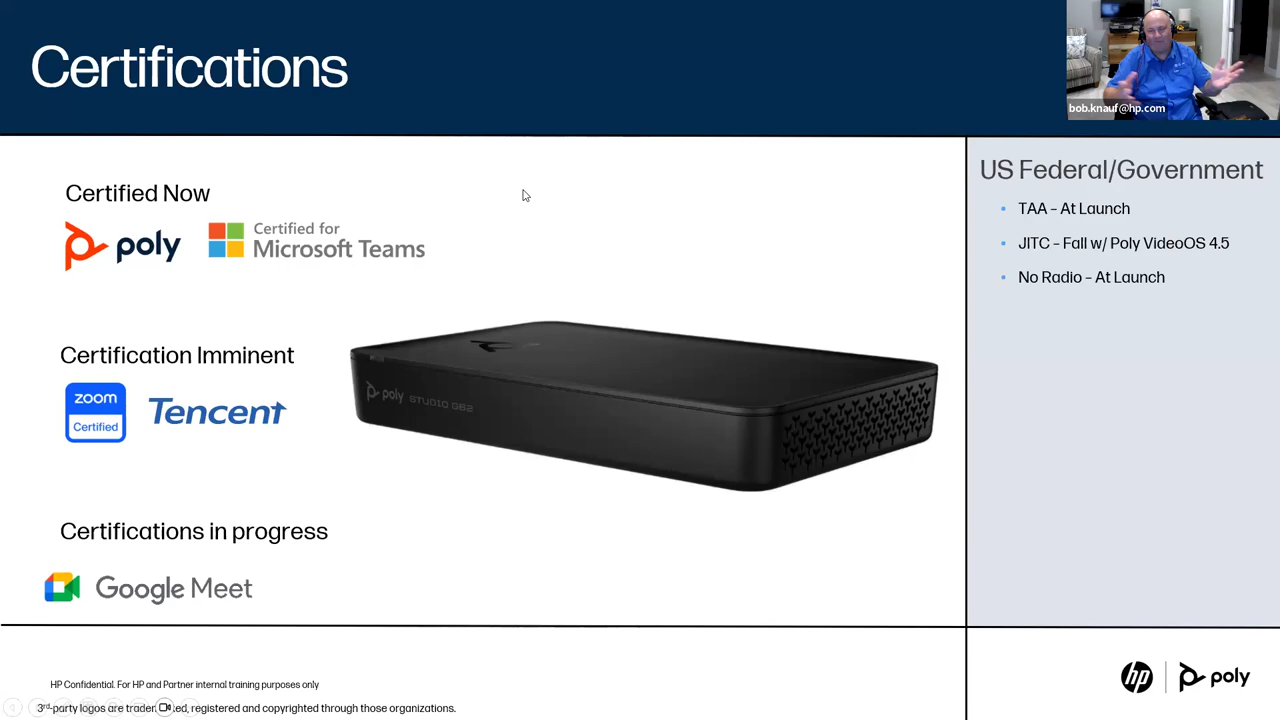 Certifications
bob.knauf@hp.com
Certified Now
poly
Certified for
Microsoft Teams
Certification Imminent
zoom
Certified
Tencent
poly STUDIO G62
Certifications in progress
Google Meet
US Federal/Government
• TAA – At Launch
• JITC – Fall w/ Poly VideoOS 4.5
• No Radio – At Launch
HP Confidential. For HP and Partner internal training purposes only
3rd-party logos are trader ed, registered and copyrighted through those organizations.
hp
poly